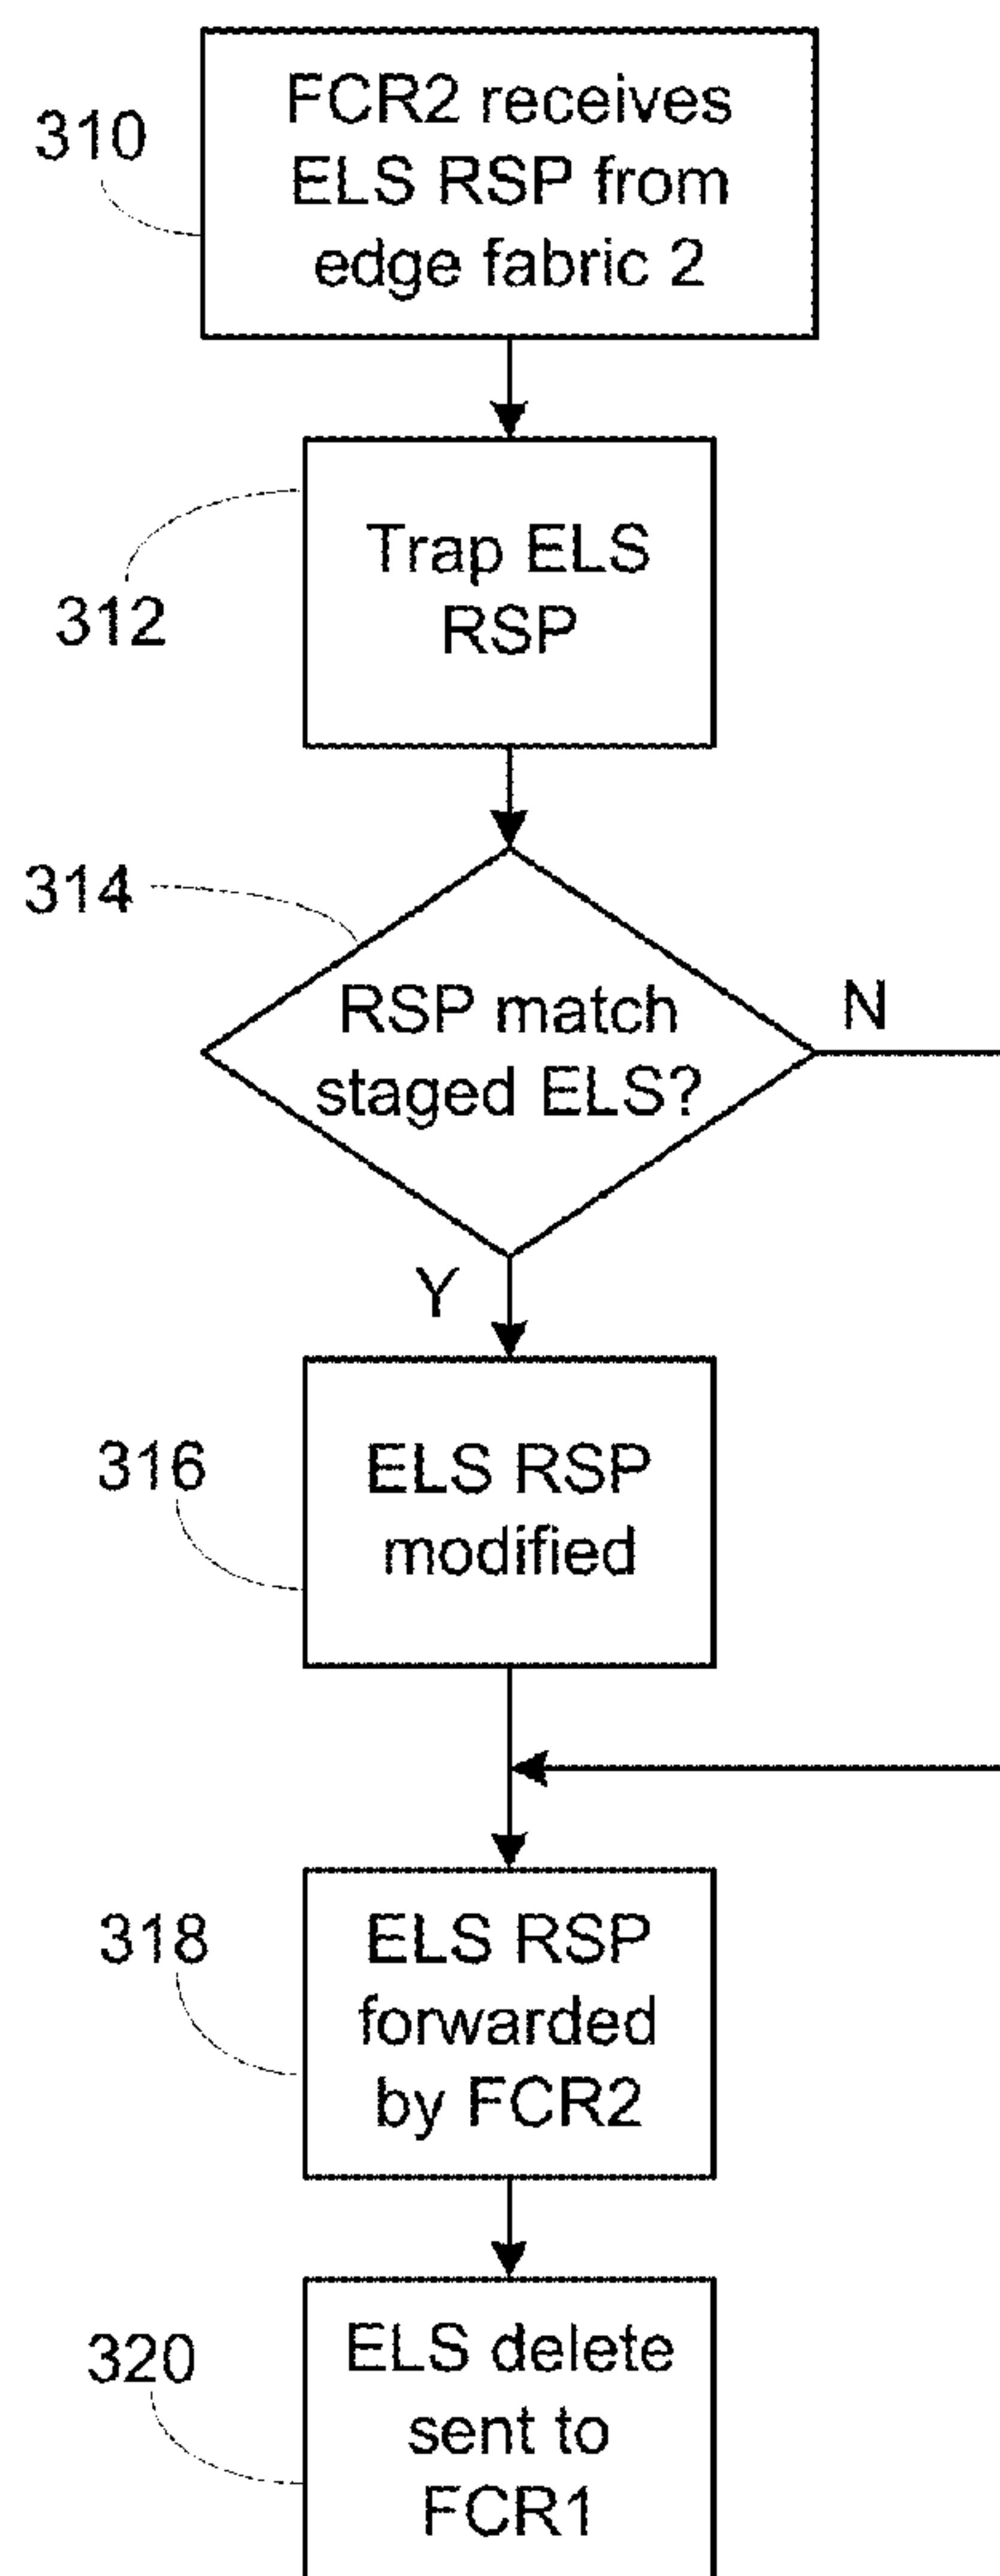 310
FCR2 receives
ELS RSP from
edge fabric 2
312
Trap ELS
RSP
314
RSP match
staged ELS?
N
Y
316
ELS RSP
modified
318
ELS RSP
forwarded
by FCR2
320
ELS delete
sent to
FCR1